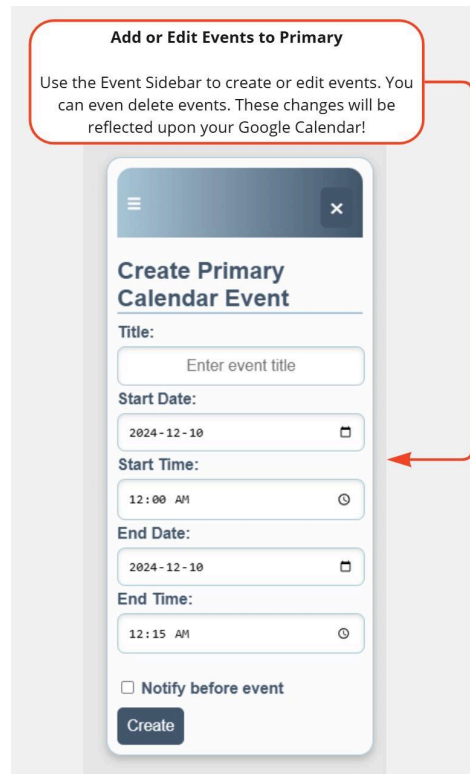 Add or Edit Events to Primary
Use the Event Sidebar to create or edit events. You
can even delete events. These changes will be
reflected upon your Google Calendar!
Create Primary
Calendar Event
Title:
Enter event title
Start Date:
2024-12-10
Start Time:
12:00 AM
End Date:
2024-12-10
End Time:
12:15 AM
Notify before event
Create